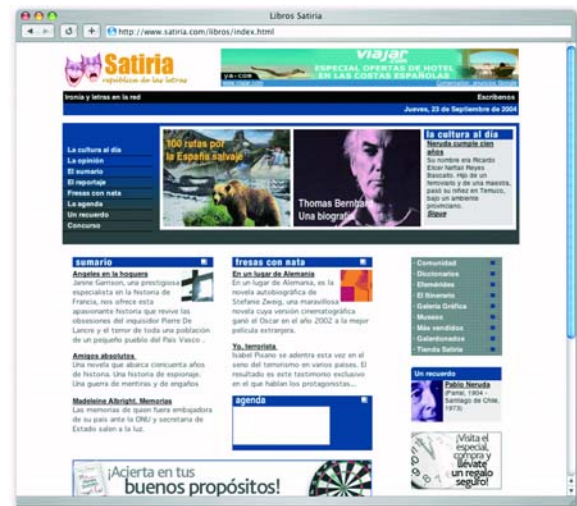 Libros Satiria
http://www.satiria.com/libros/index.html
Satiria
república de las letras
viajar
.com
ESPECIAL OFERTAS DE HOTEL
EN LAS COSTAS ESPAÑOLAS
ya-com
Ironía y letras en la red
Escríbenos
Jueves, 23 de Septiembre de 2004
La cultura al día
La opinión
El sumario
El reportaje
Fresas con nata
La agenda
Un recuerdo
Concurso
100 rutas por
la España salvaje
Thomas Bernhard
Una biografía
la cultura al día
Neruda cumple cien
años
Su nombre era Ricardo
Eliecer Neftalí Reyes
Basoalto. Hijo de un
ferroviario y de una maestra,
pasó su niñez en Temuco,
bajo un ambiente
provinciano.
Sigue
sumario
Angeles en la hoguera
Janine Garrison, una prestigiosa
especialista en la historia de
Francia, nos ofrece esta
apasionante historia que revive las
obsesiones del inquisidor Pierre De
Lancre y el terror de toda una población
de un pequeño pueblo del País Vasco .
Amigos absolutos
Una novela que abarca cincuenta años
de historia. Una historia de espionaje.
Una guerra de mentiras y de engaños
Madeleine Albright. Memorias
Las memorias de quien fuera embajadora
de su país ante la ONU y secretaria de
Estado salen a la luz.
fresas con nata
En un lugar de Alemania
En un lugar de Alemania, es la
novela autobiográfica de
Stefanie Zweig, una maravillosa
novela cuya versión cinematográfica
ganó el Oscar en el año 2002 a la mejor
película extranjera.
Yo, terrorista
Isabel Pisano se adentra esta vez en el
seno del terrorismo en varios países. El
resultado es este testimonio exclusivo
en el que hablan los protagonistas...
agenda
Comunidad
Diccionarios
Efemérides
El Itinerario
Galería Gráfica
Museos
Más vendidos
Galardonados
Tienda Satiria
Un recuerdo
Pablo Neruda
(Parral, 1904 -
Santiago de Chile,
1973)
¡Acierta en tus
buenos propósitos!
¡Visita el
especial,
compra y
llévate
un regalo
seguro!